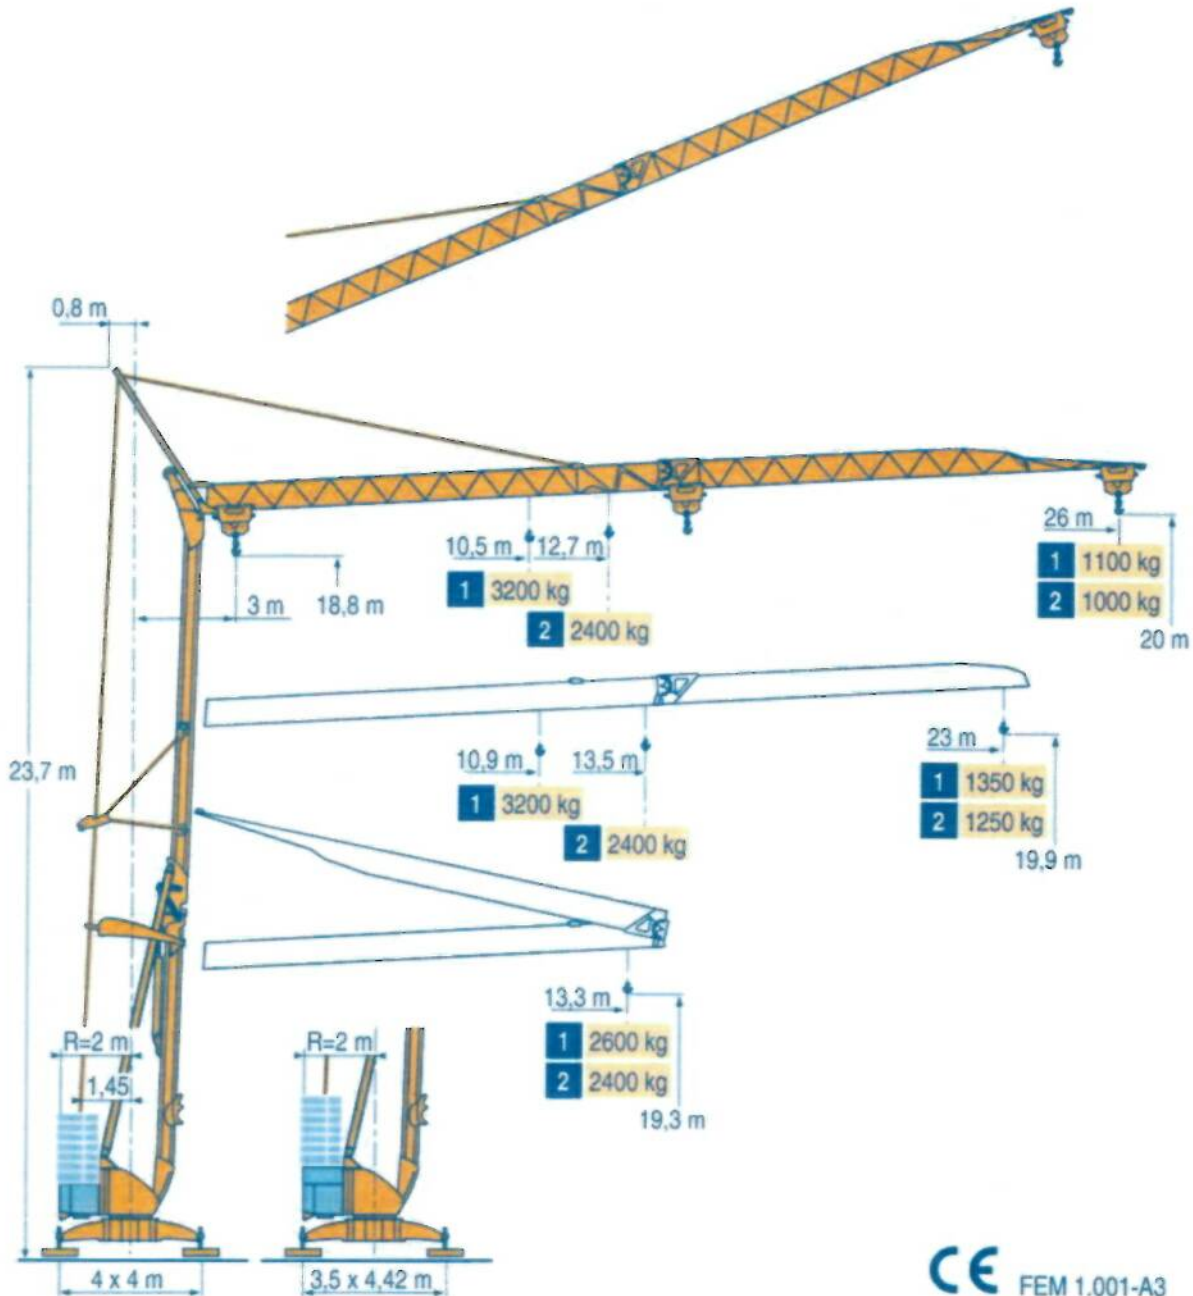 0,8 m
10,5 m 12,7 m
26 m
1 3200 kg
1 1100 kg
3 m 18,8 m
2 2400 kg
2 1000 kg
20 m
23,7 m
10,9 m 13,5 m
23 m
1 3200 kg
1 1350 kg
2 2400 kg
2 1250 kg
19,9 m
13,3 m
R=2 m R=2 m
1 2600 kg
1,45
2 2400 kg
19,3 m
4 x 4 m 3,5 x 4,42 m
CE FEM 1.001-A3